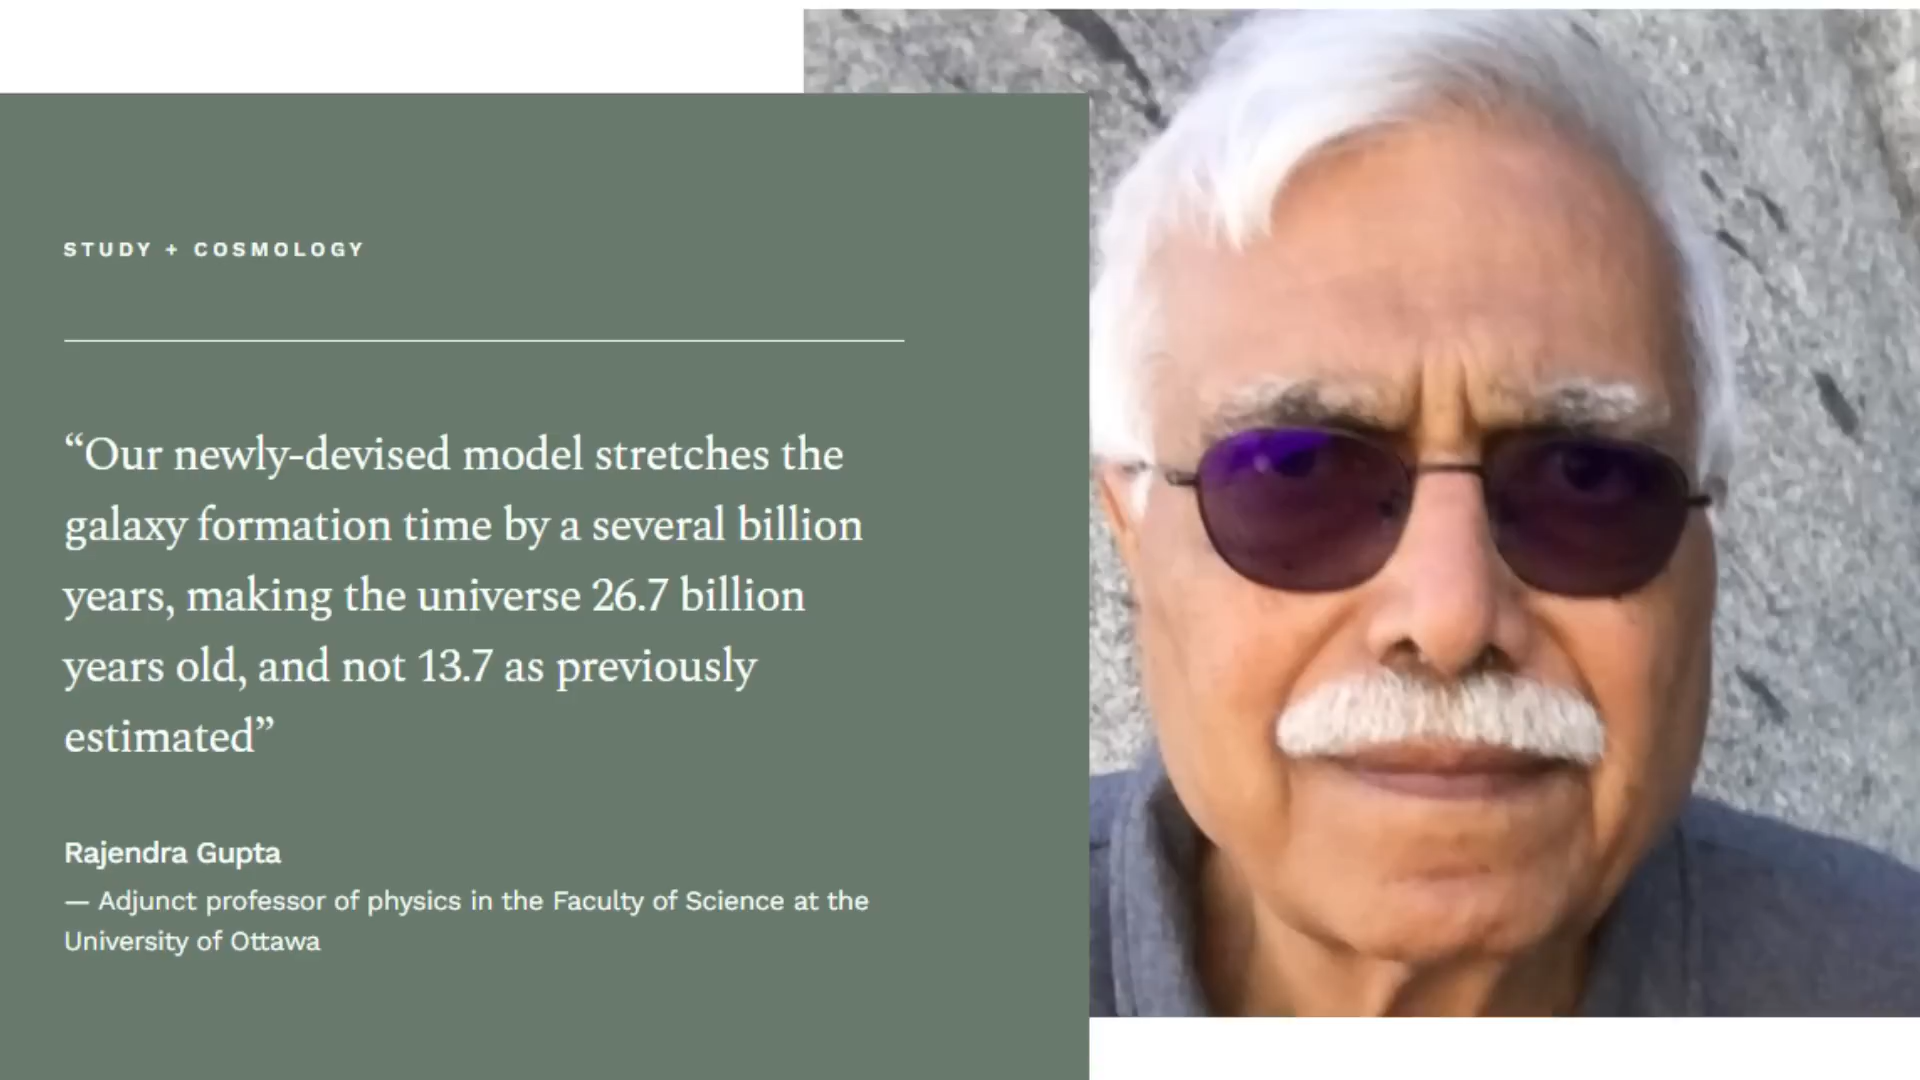 STUDY + COSMOLOGY
“Our newly-devised model stretches the
galaxy formation time by a several billion
years, making the universe 26.7 billion
years old, and not 13.7 as previously
estimated”
Rajendra Gupta
— Adjunct professor of physics in the Faculty of Science at the
University of Ottawa